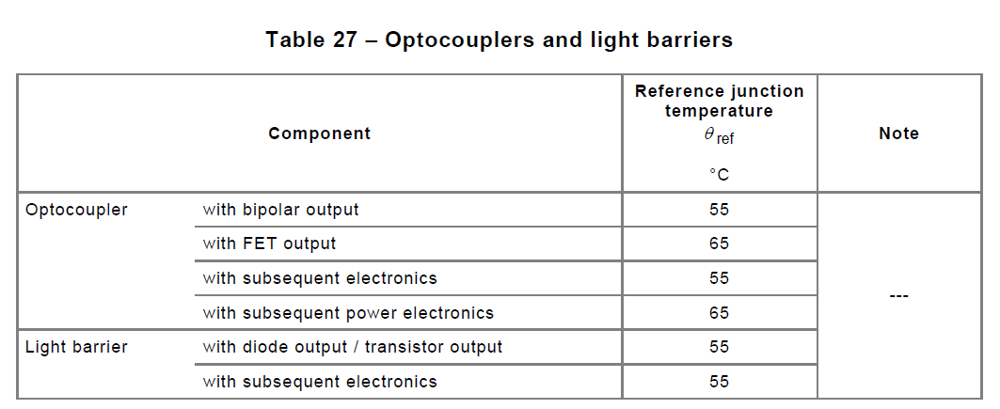 Table 27 – Optocouplers and light barriers
Component
Reference junction
temperature
θ ref
°C
Note
Optocoupler with bipolar output 55
with FET output 65
with subsequent electronics 55
with subsequent power electronics 65
---
Light barrier with diode output / transistor output 55
with subsequent electronics 55